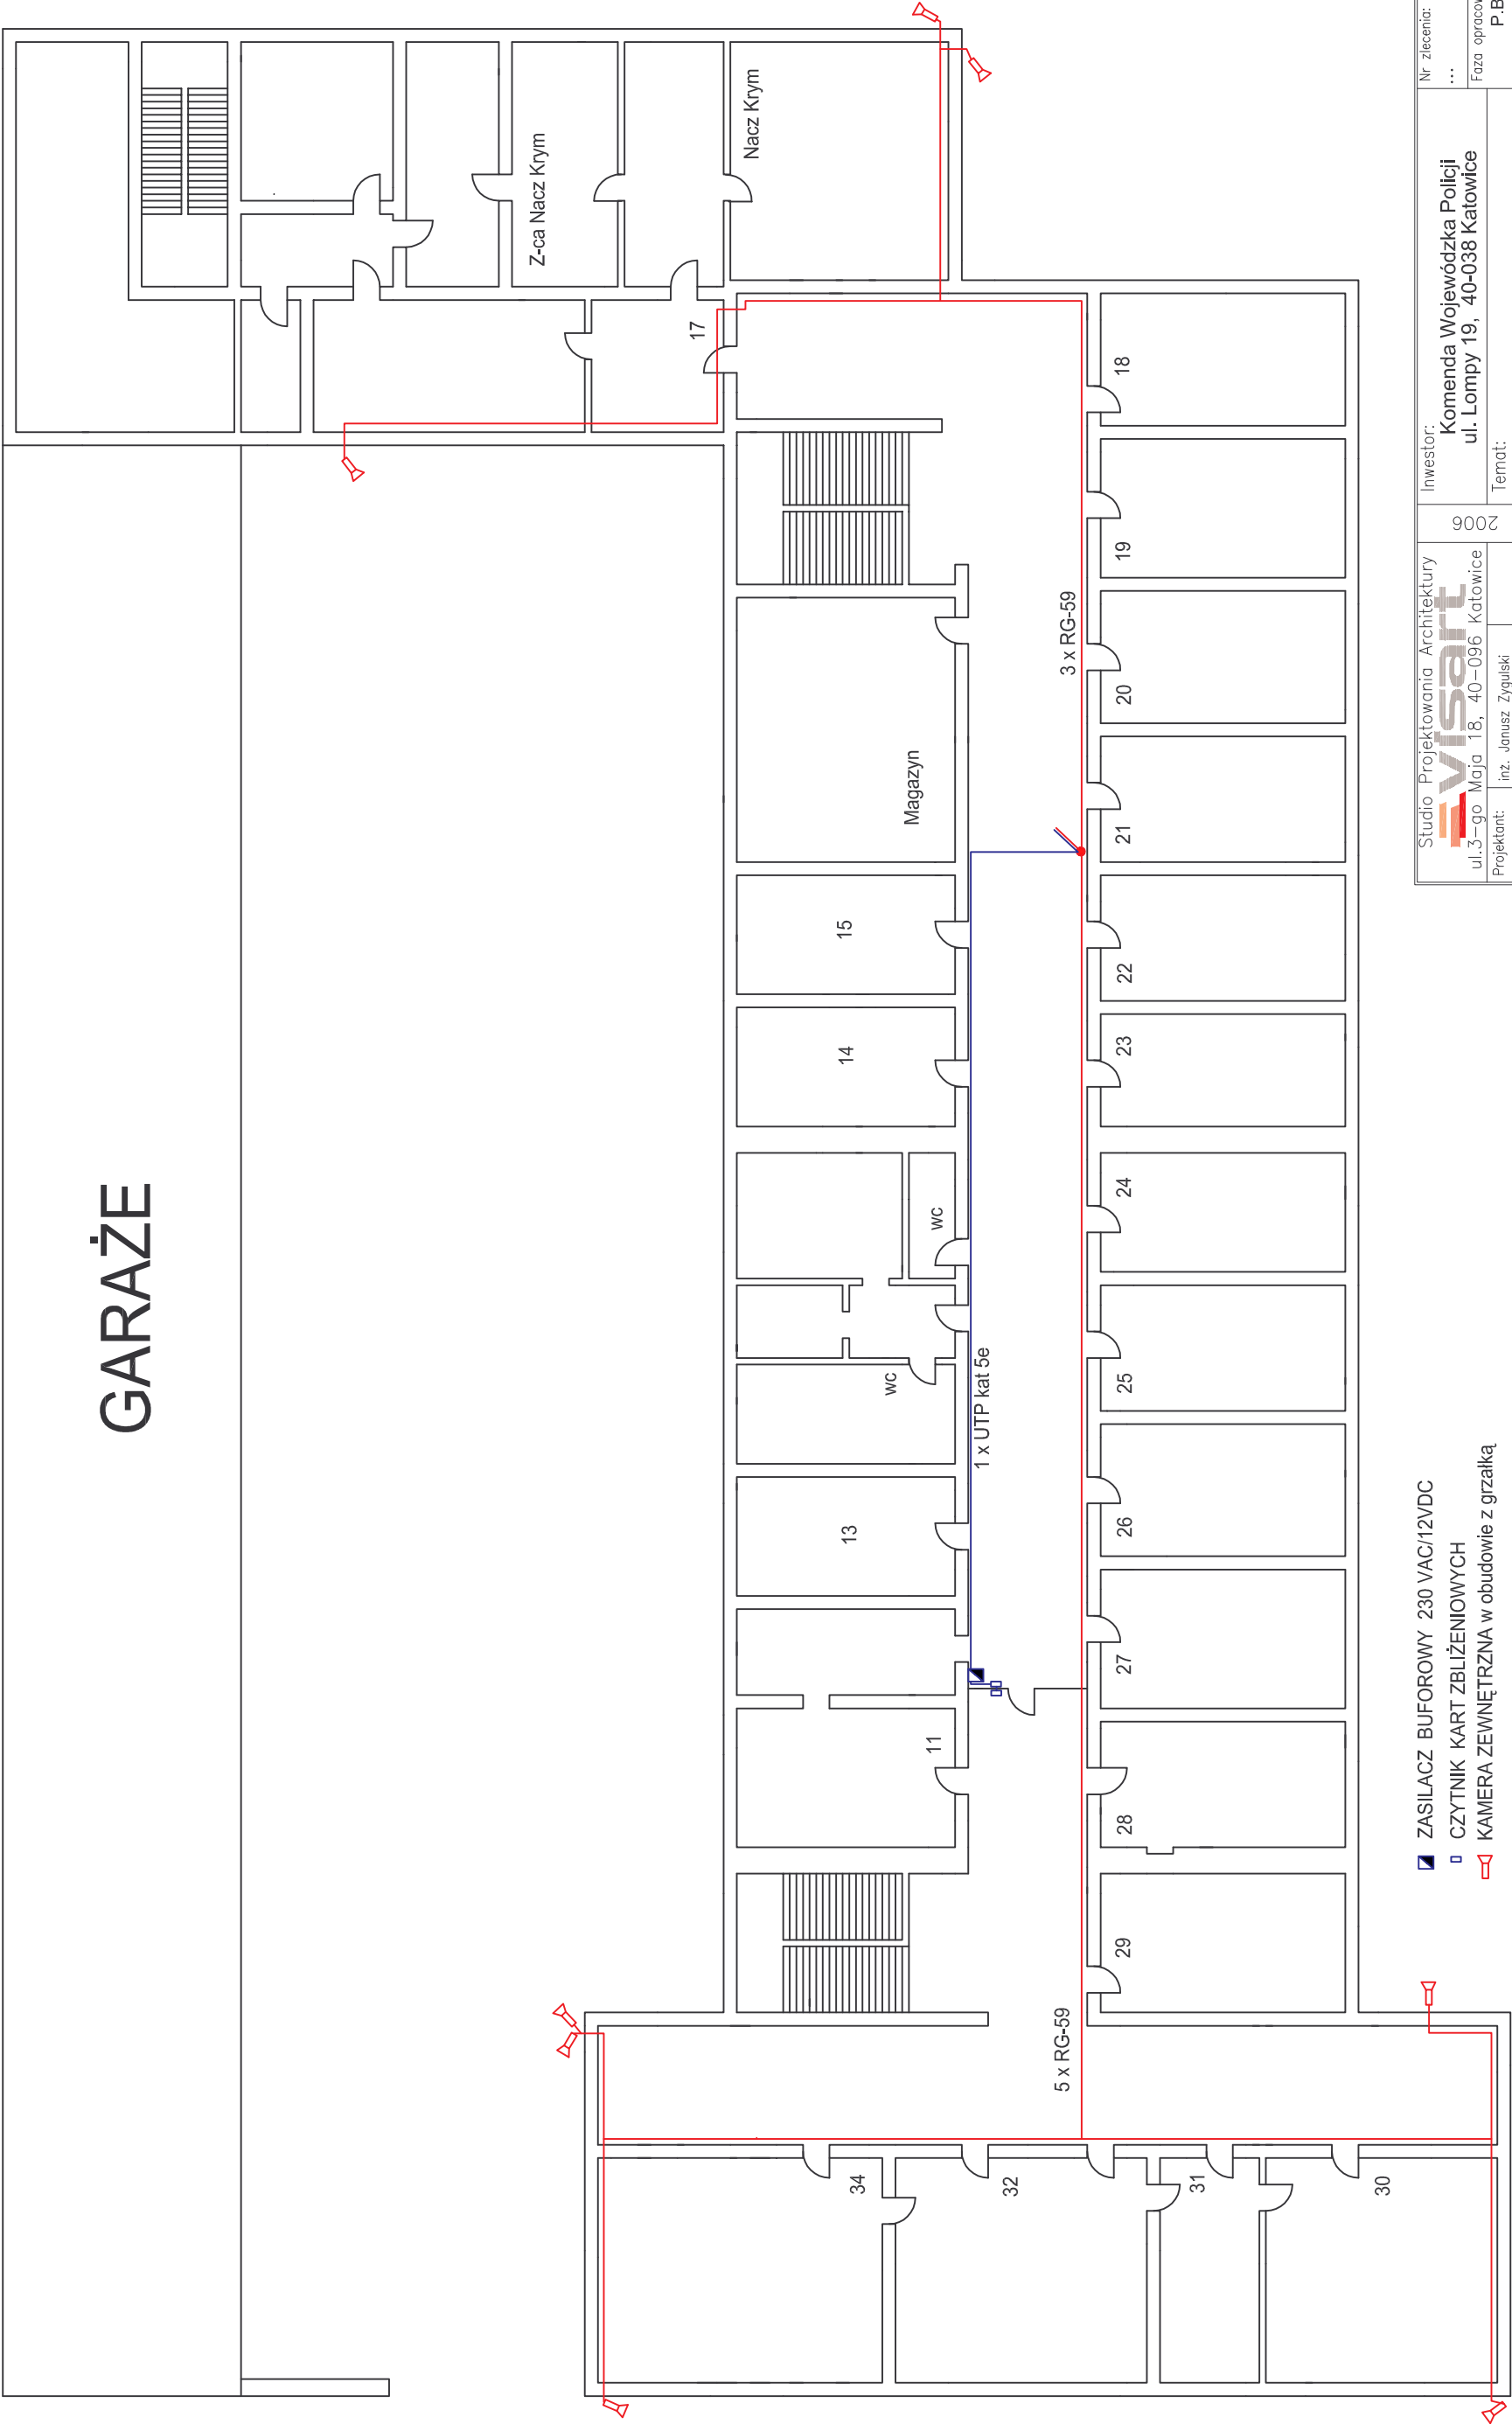 GARAŻE
Z-ca Nacz Krym
Nacz Krym
17
Magazyn
15
14
wc
wc
13
11
1 x UTP kat 5e
3 x RG-59
5 x RG-59
18
19
20
21
22
23
24
25
26
27
28
29
34
32
31
30
ZASILACZ BUFOROWY 230 VAC/12VDC
CZYTNIK KART ZBLIŻENIOWYCH
KAMERA ZEWNĘTRZNA w obudowie z grzałką
Studio Projektowania Architektury
visart
ul.3-go Maja 18, 40-096 Katowice
Projektant:
inż. Janusz Zygulski
2006
Inwestor:
Komenda Wojewódzka Policji
ul. Lompy 19, 40-038 Katowice
Temat:
Nr zlecenia:
...
Faza opracow
P.B